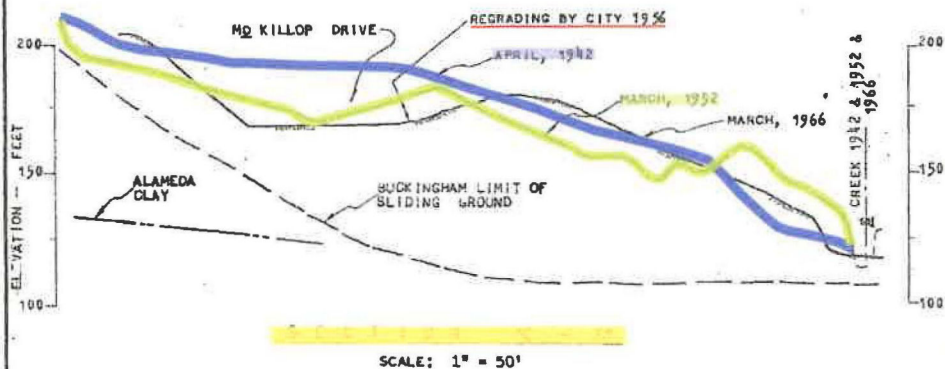 REGRADING BY CITY 1956
Mc KILLOP DRIVE
APRIL, 1942
200
200
MARCH, 1952
MARCH, 1966
CREEK 1942 & 1952 &
1966
ELEVATION -- FEET
150
150
ALAMEDA
CLAY
BUCKINGHAM LIMIT OF
SLIDING GROUND
100
100
SECTION
SCALE: 1" = 50'